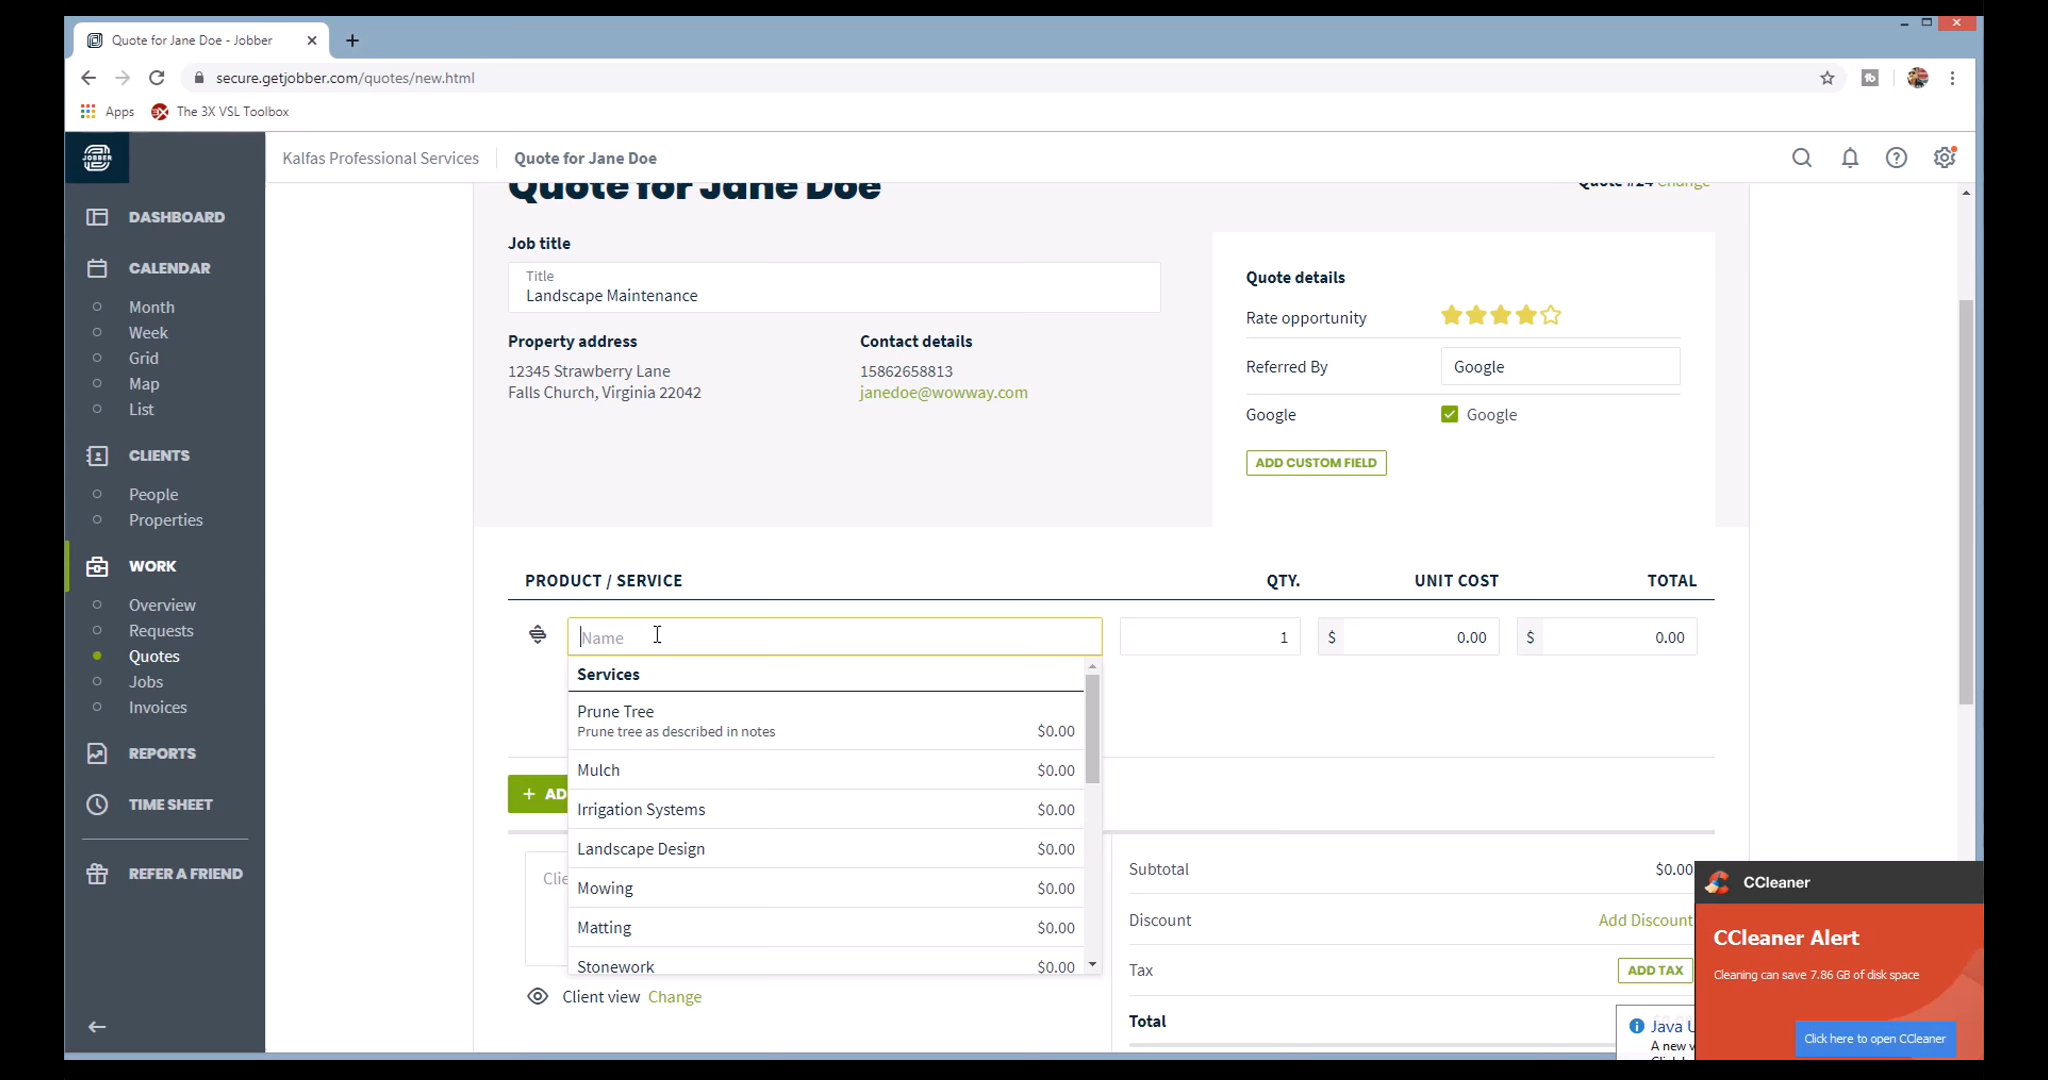 Quote for Jane Doe - Jobber
secure.getjobber.com/quotes/new.html
Apps
The 3X VSL Toolbox
JOBBER
Kalfas Professional Services
Quote for Jane Doe
DASHBOARD
CALENDAR
Month
Week
Grid
Map
List
CLIENTS
People
Properties
WORK
Overview
Requests
Quotes
Jobs
Invoices
REPORTS
TIME SHEET
REFER A FRIEND
Quote for Jane Doe
Quote #24 Change
Job title
Title
Landscape Maintenance
Property address
12345 Strawberry Lane
Falls Church, Virginia 22042
Contact details
15862658813
janedoe@wowway.com
Quote details
Rate opportunity
Referred By Google
Google Google
ADD CUSTOM FIELD
PRODUCT / SERVICE QTY. UNIT COST TOTAL
Name 1 $ 0.00 $ 0.00
Services
Prune Tree
Prune tree as described in notes $0.00
Mulch $0.00
Irrigation Systems $0.00
Landscape Design $0.00
Mowing $0.00
Matting $0.00
Stonework $0.00
+ AD
Clie
Client view Change
Subtotal $0.00
Discount Add Discount
Tax ADD TAX
Total
CCleaner
CCleaner Alert
Cleaning can save 7.86 GB of disk space
Click here to open CCleaner
Java U
A new v